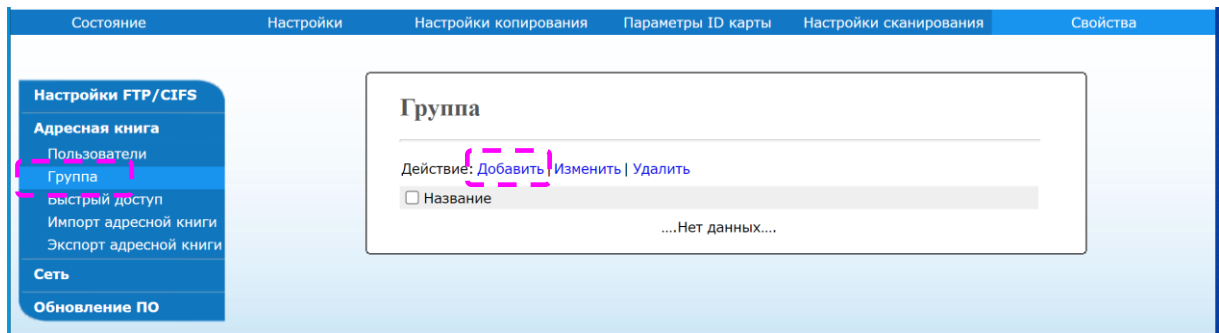 Состояние Настройки Настройки копирования Параметры ID карты Настройки сканирования Свойства
Настройки FTP/CIFS
Адресная книга
Пользователи
Группа
Быстрый доступ
Импорт адресной книги
Экспорт адресной книги
Сеть
Обновление ПО
Группа
Действие: Добавить | Изменить | Удалить
Название
....Нет данных....